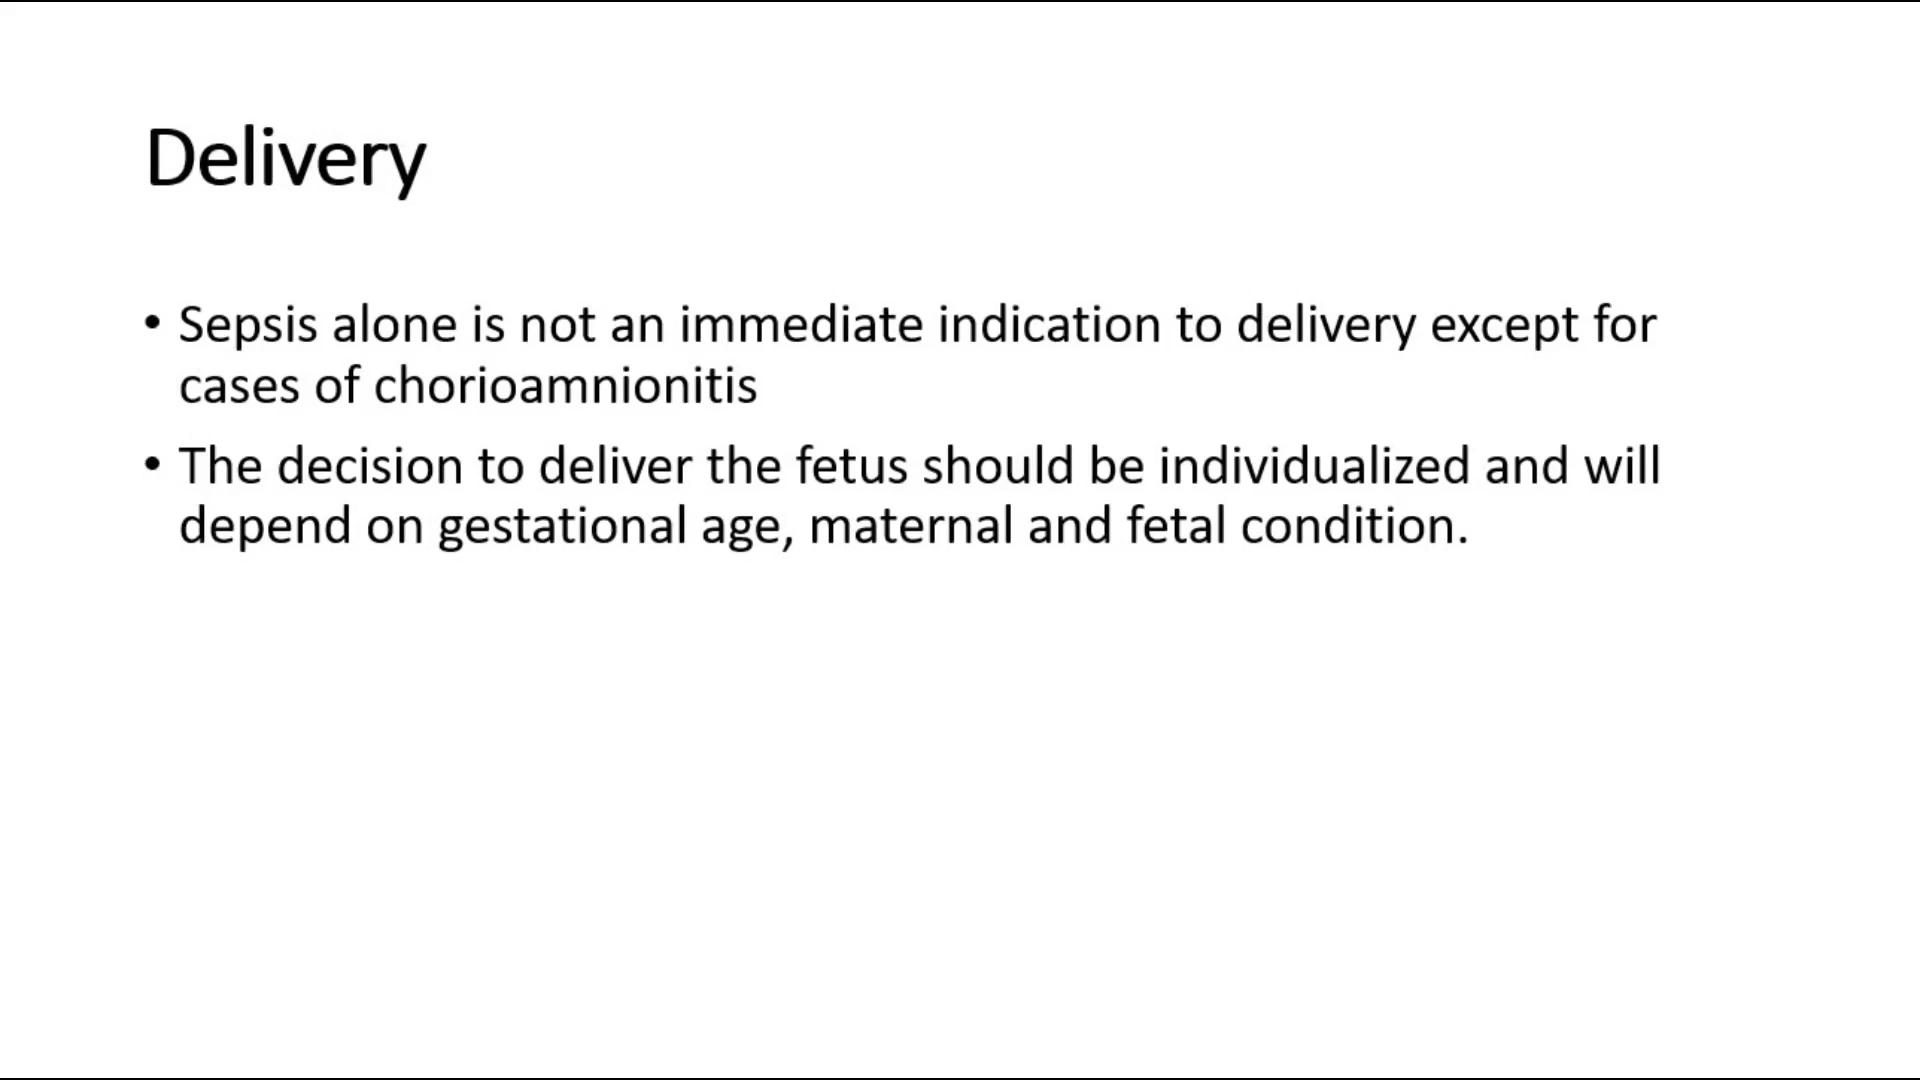 Delivery
• Sepsis alone is not an immediate indication to delivery except for
cases of chorioamnionitis
• The decision to deliver the fetus should be individualized and will
depend on gestational age, maternal and fetal condition.